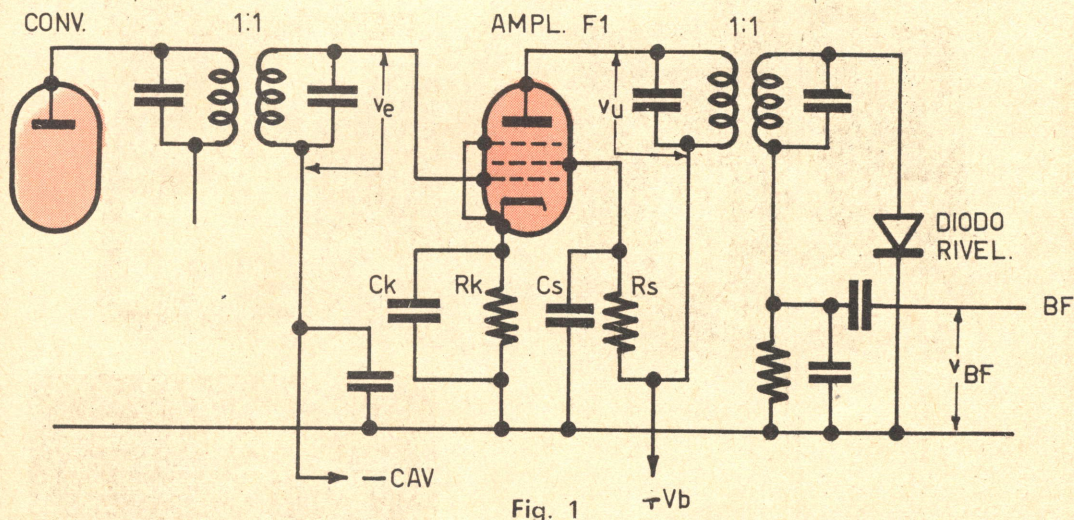 CONV.
1:1
AMPL. F1
1:1
ve
vu
DIODO
RIVEL.
Ck
Rk
Cs
Rs
BF
vBF
— CAV
+Vb
Fig. 1